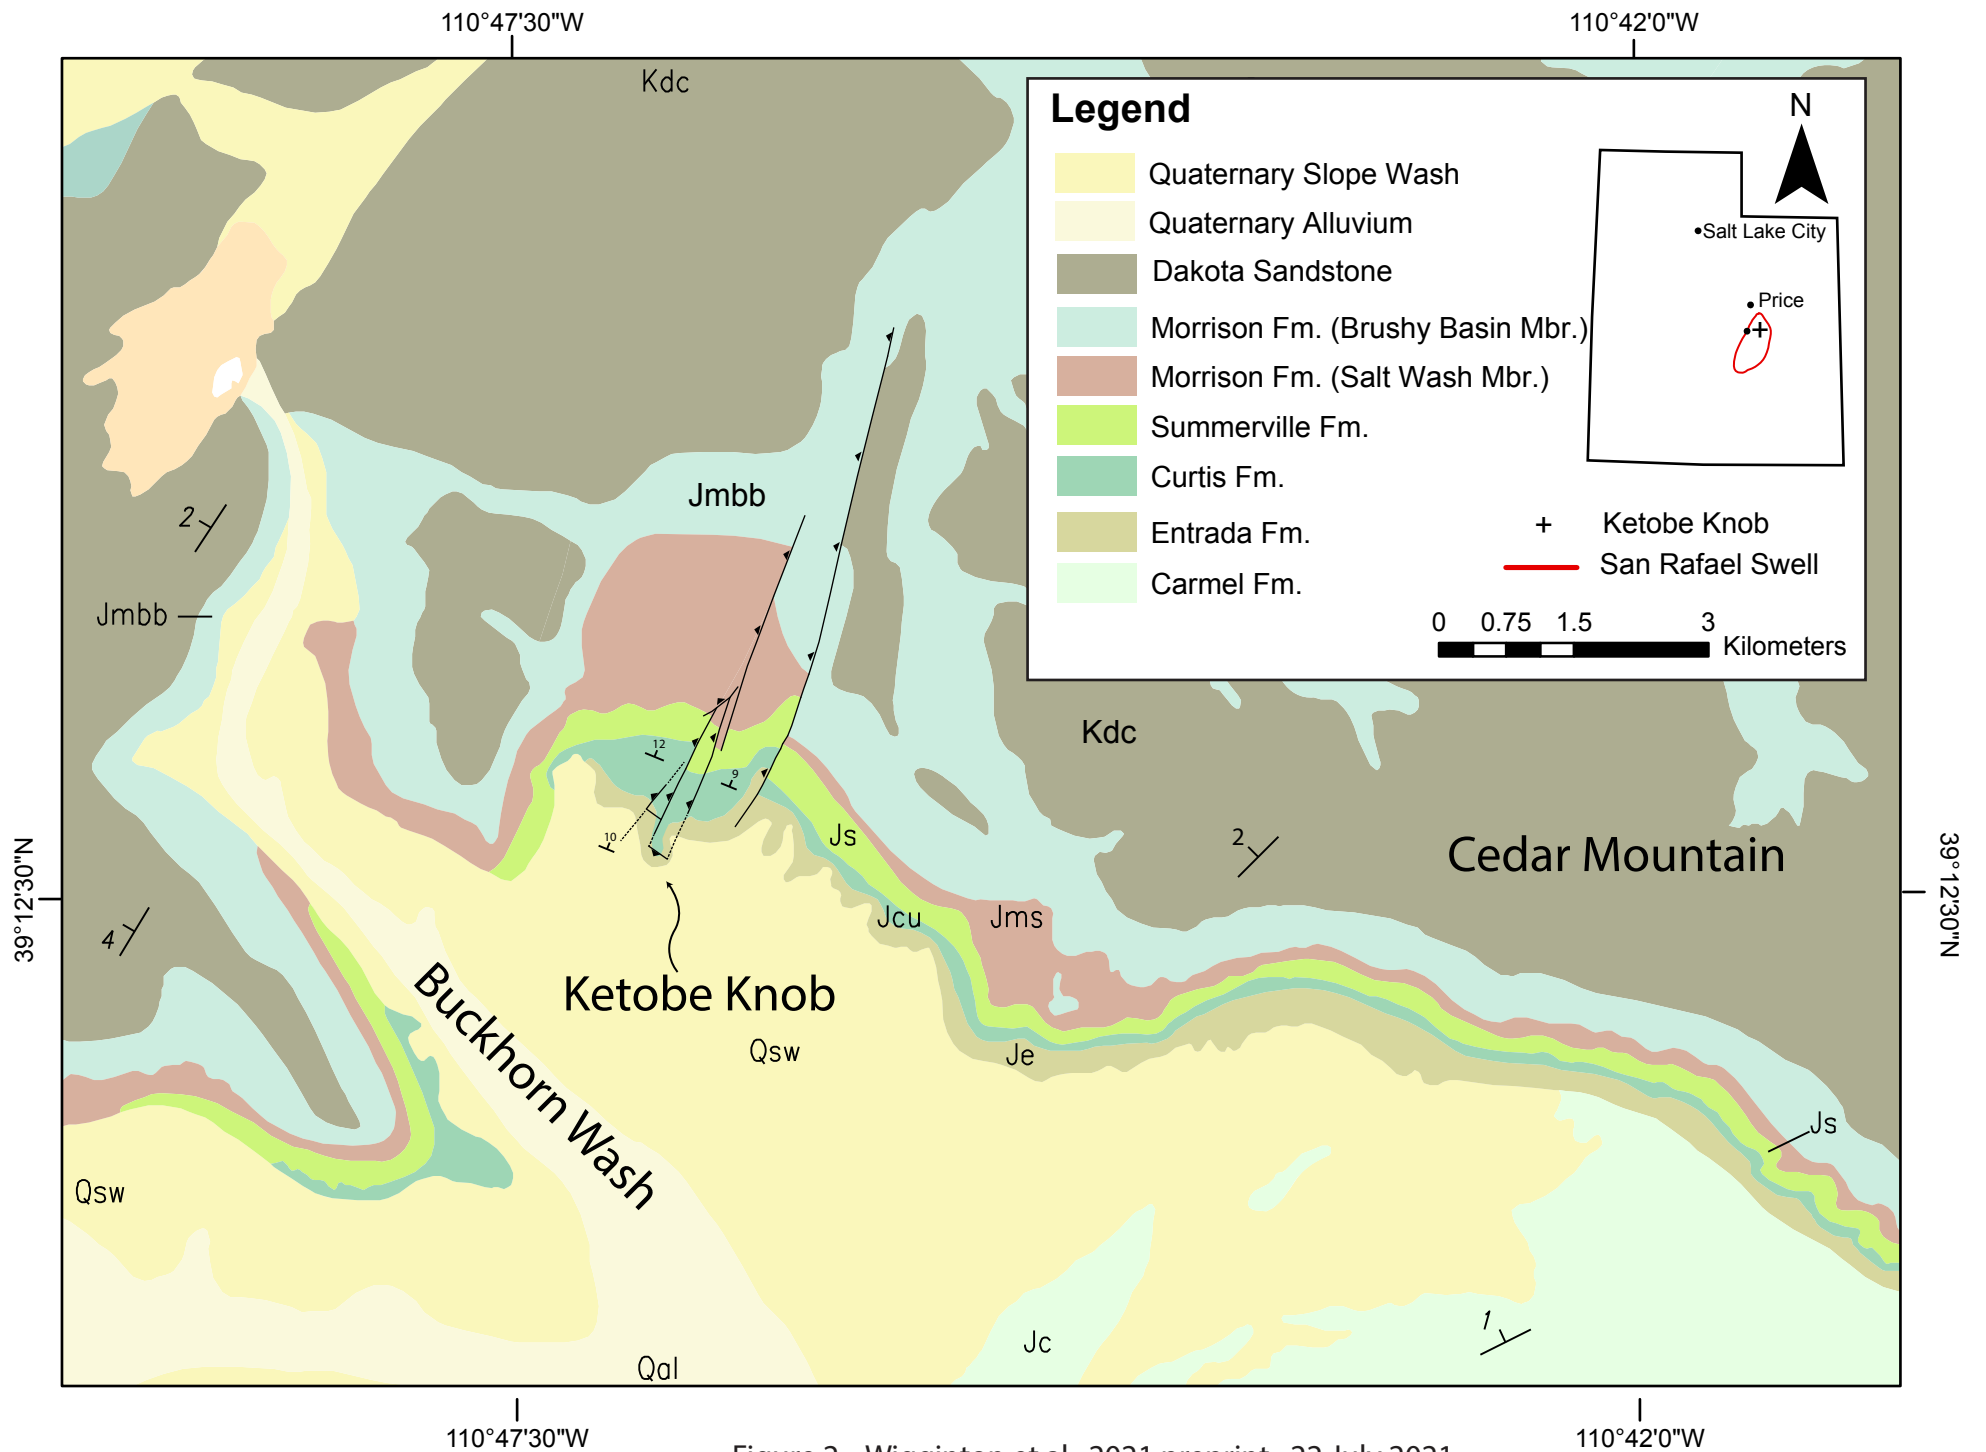 110°47'30"W
110°42'0"W
Kdc
Legend
N
Quaternary Slope Wash
Quaternary Alluvium
Dakota Sandstone
Morrison Fm. (Brushy Basin Mbr.)
Morrison Fm. (Salt Wash Mbr.)
Summerville Fm.
Curtis Fm.
Entrada Fm.
Carmel Fm.
Salt Lake City
Price
+ Ketobe Knob
San Rafael Swell
0 0.75 1.5 3
Kilometers
Jmbb
2
Jmbb
Kdc
12
9
10
Js
2
Cedar Mountain
39°12'30"N
39°12'30"N
4
Jcu
Jms
Buckhorn Wash
Ketobe Knob
Qsw
Je
Js
Qsw
1
Jc
Qal
110°47'30"W
110°42'0"W